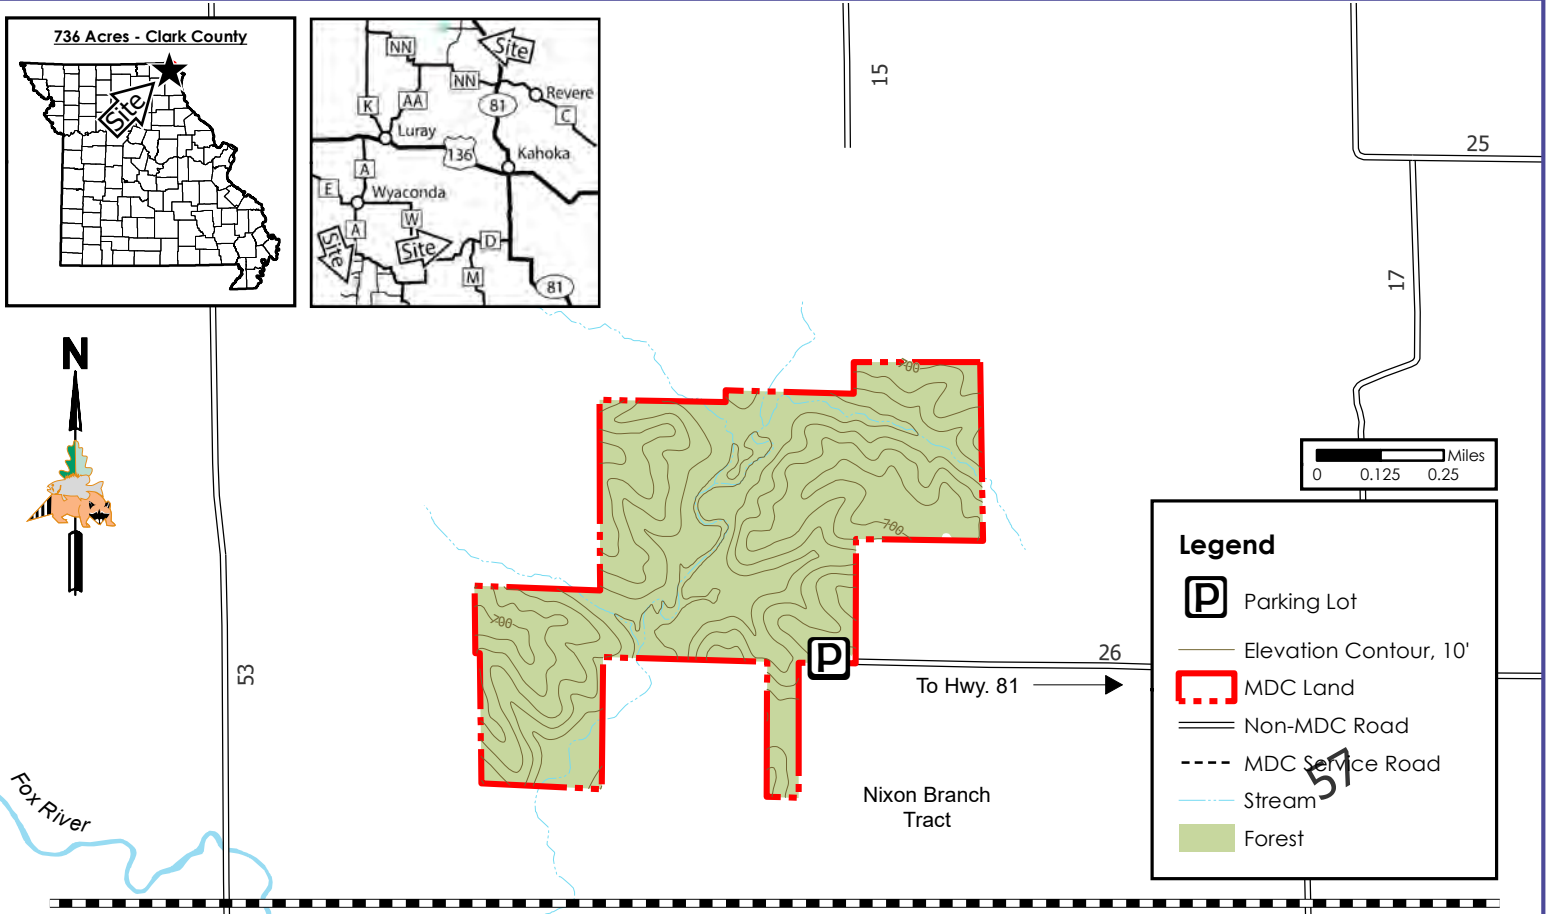 736 Acres - Clark County
Site
NN
Site
NN
Revere
K
AA
81
C
Luray
136
Kahoka
A
E
Wyaconda
W
A
Site
Site
D
M
81
15
25
17
N
Miles
0 0.125 0.25
700
700
700
53
26
To Hwy. 81
P
Nixon Branch
Tract
Fox River
Legend
P Parking Lot
Elevation Contour, 10'
MDC Land
Non-MDC Road
MDC Service Road
57
Stream
Forest